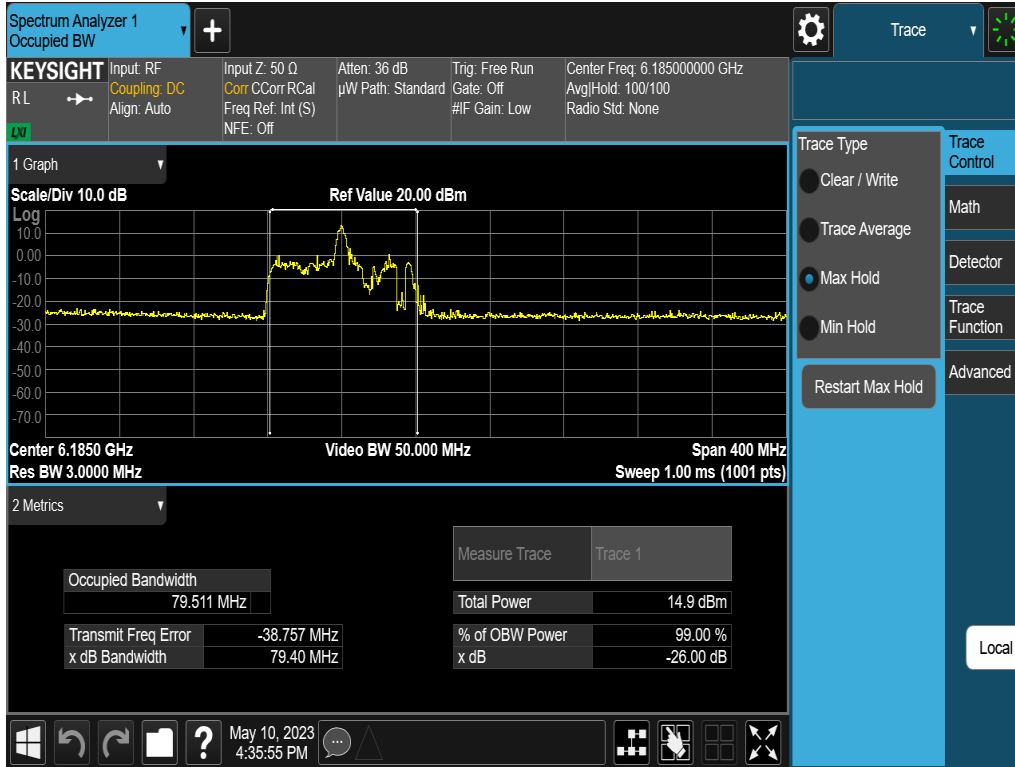 Spectrum Analyzer 1
Occupied BW
+
Trace
KEYSIGHT
R L
LXI
Input: RF
Coupling: DC
Align: Auto
Input Z: 50 Ω
Corr CCorr RCal
Freq Ref: Int (S)
NFE: Off
Atten: 36 dB
µW Path: Standard
Trig: Free Run
Gate: Off
#IF Gain: Low
Center Freq: 6.185000000 GHz
Avg|Hold: 100/100
Radio Std: None
1 Graph
Scale/Div 10.0 dB
Ref Value 20.00 dBm
Log
10.0
0.00
-10.0
-20.0
-30.0
-40.0
-50.0
-60.0
-70.0
Center 6.1850 GHz
Video BW 50.000 MHz
Span 400 MHz
Res BW 3.0000 MHz
Sweep 1.00 ms (1001 pts)
2 Metrics
Measure Trace
Trace 1
Occupied Bandwidth
79.511 MHz
Total Power
14.9 dBm
Transmit Freq Error
-38.757 MHz
% of OBW Power
99.00 %
x dB Bandwidth
79.40 MHz
x dB
-26.00 dB
Trace Type
Clear / Write
Trace Average
Max Hold
Min Hold
Restart Max Hold
Trace
Control
Math
Detector
Trace
Function
Advanced
Local
?
May 10, 2023
4:35:55 PM